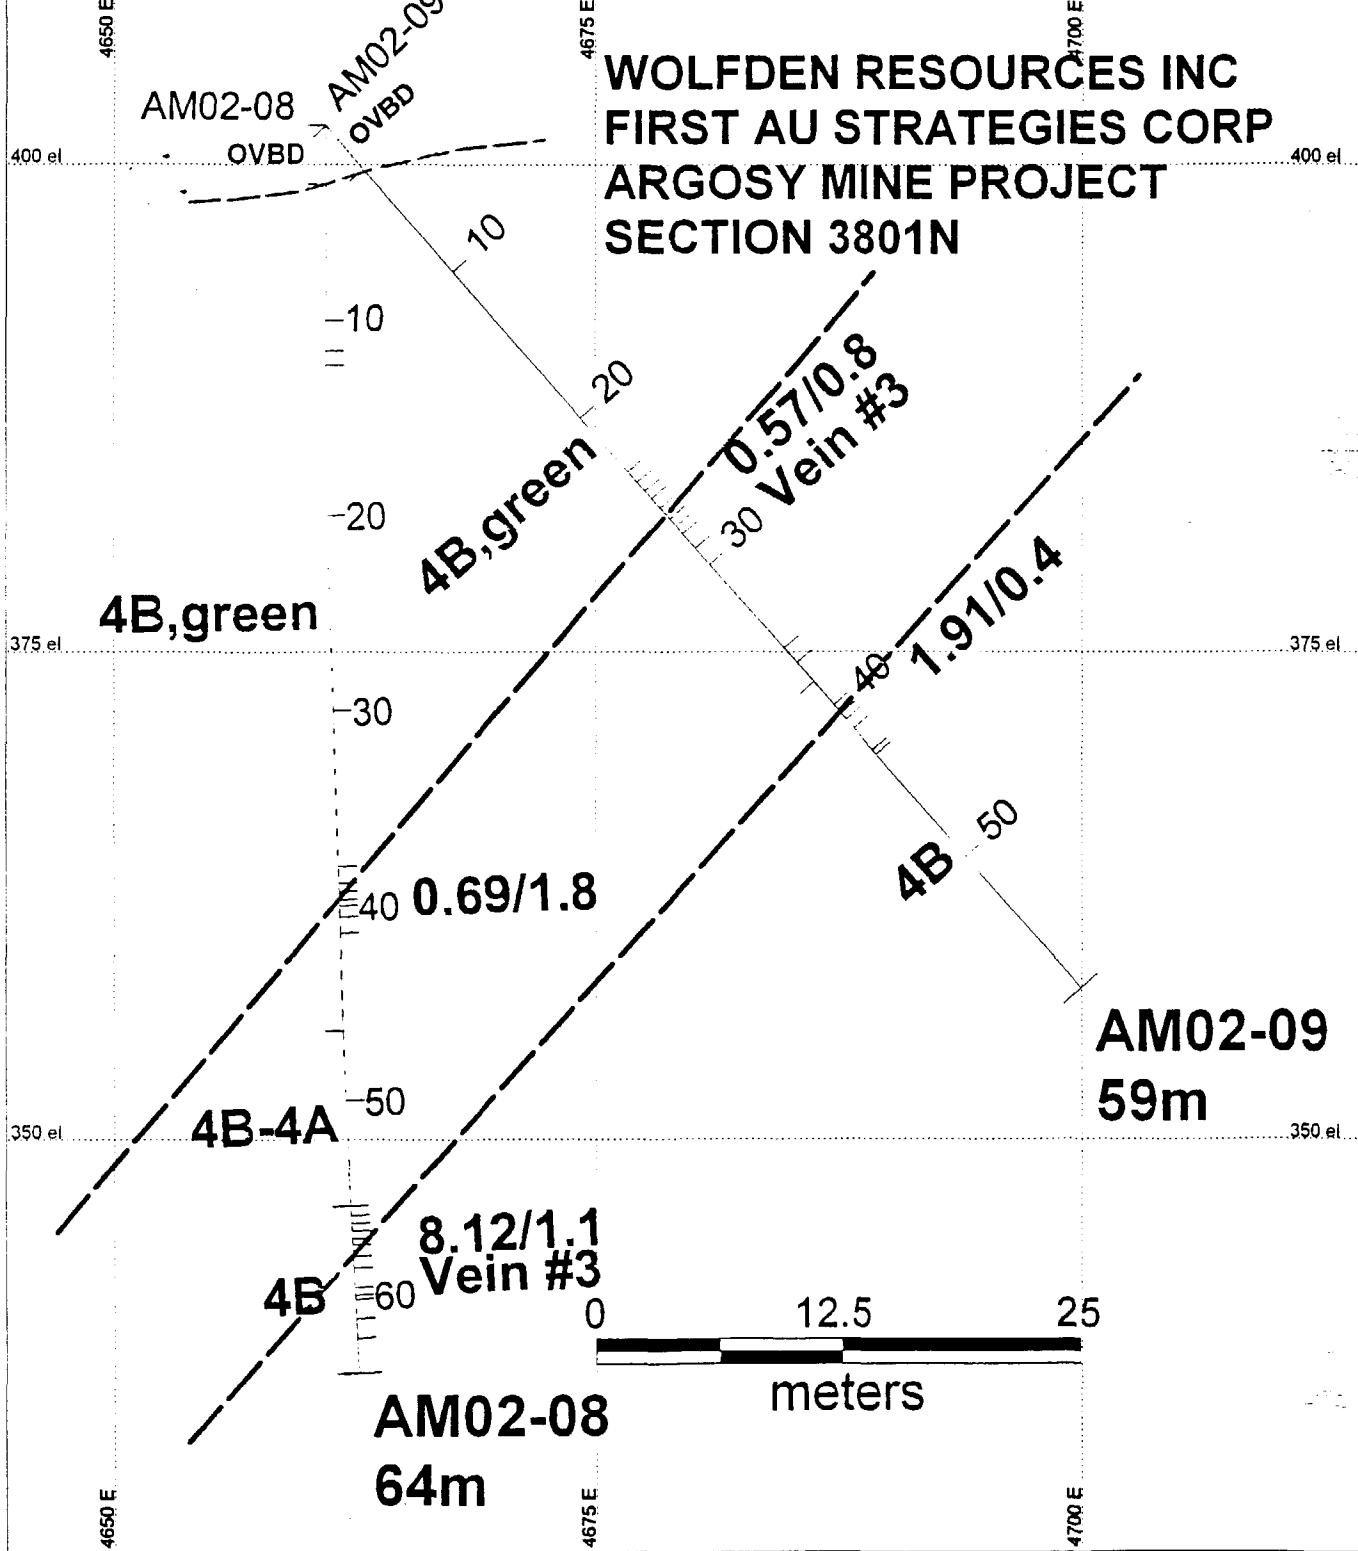 4650 E
4675 E
4700 E
AM02-09
AM02-08
OVBD
OVBD
WOLFDEN RESOURCES INC
FIRST AU STRATEGIES CORP
ARGOSY MINE PROJECT
SECTION 3801N
400 el
400 el
10
10
20
0.57/0.8
Vein #3
4B,green
30
20
4B,green
1.91/0.4
375 el
375 el
40
30
50
4B
40
0.69/1.8
AM02-09
59m
50
4B-4A
350 el
350 el
8.12/1.1
Vein #3
4B
60
0
12.5
25
meters
AM02-08
64m
4650 E
4675 E
4700 E